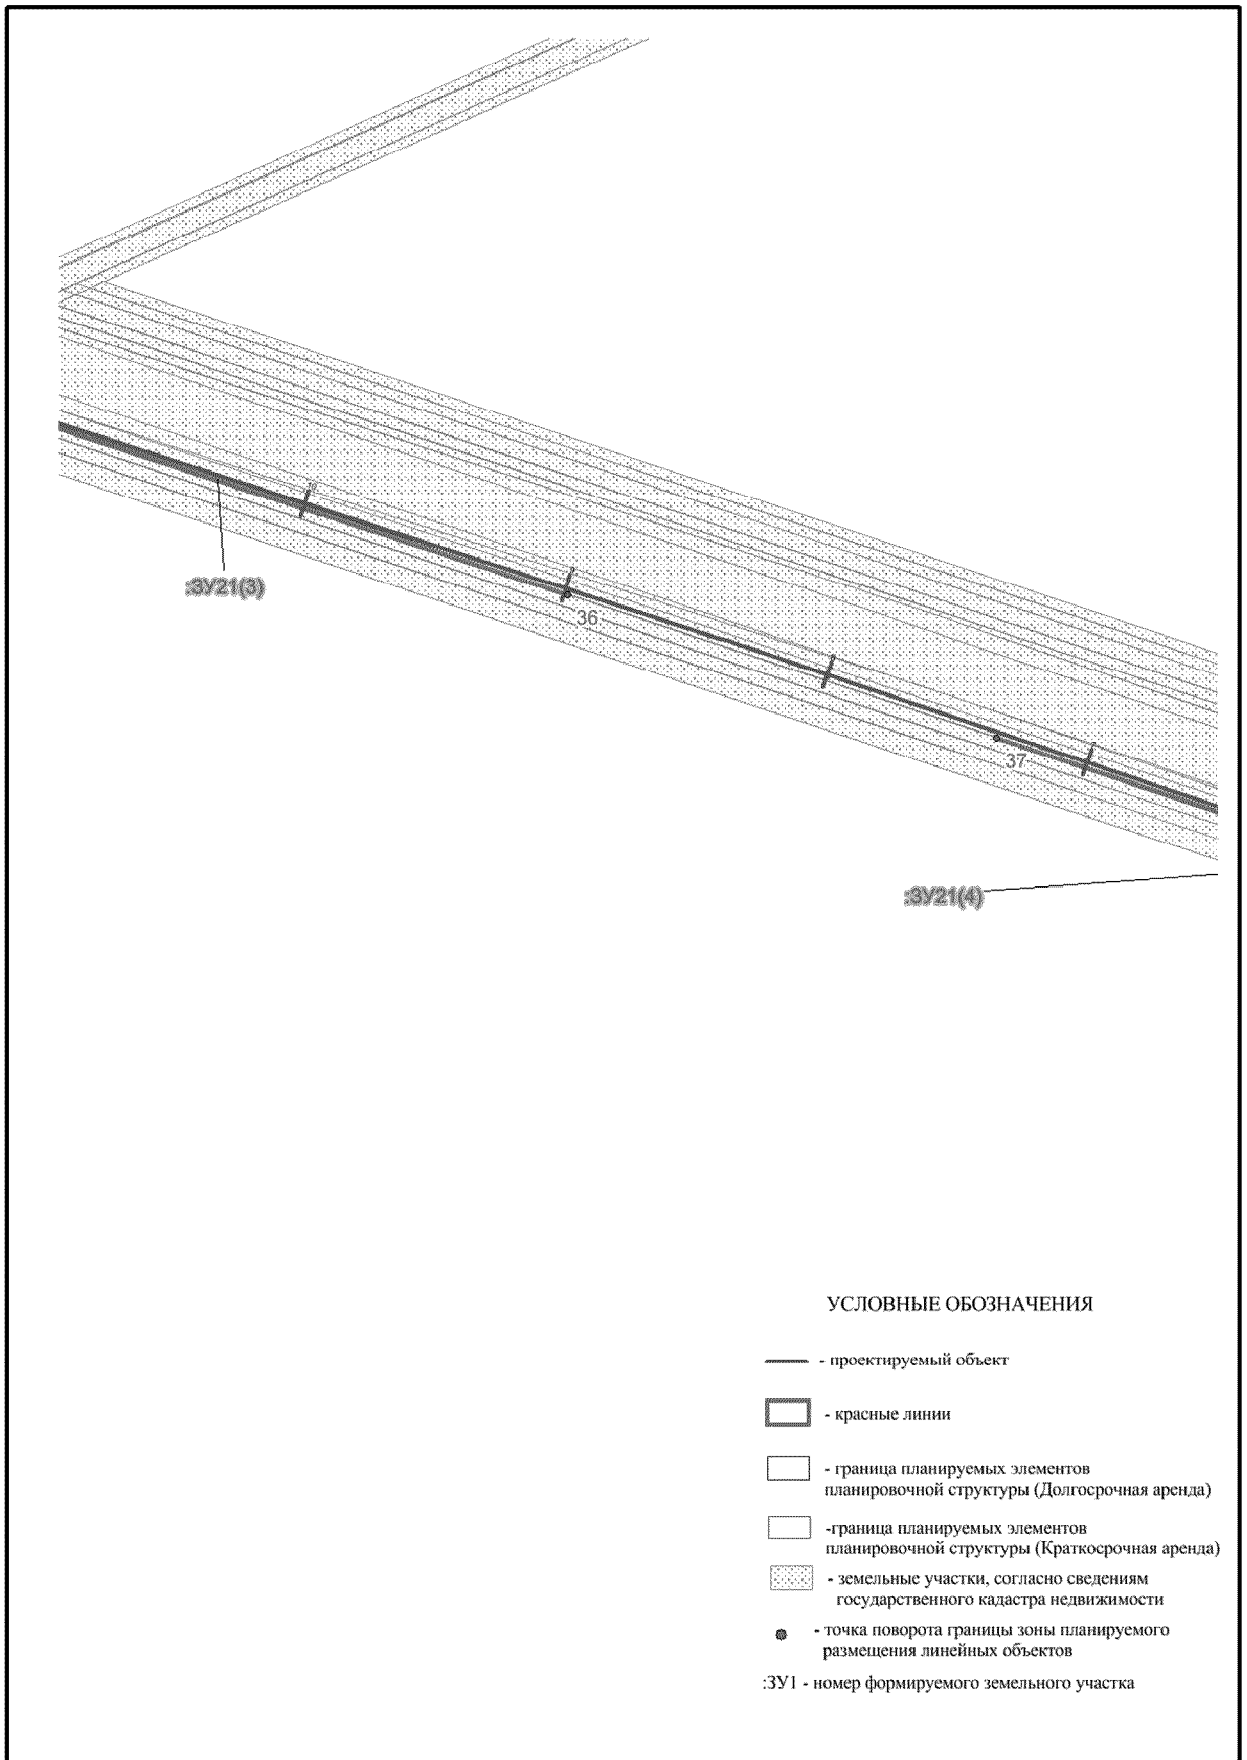 :ЗУ21(3)
36
37
:ЗУ21(4)
УСЛОВНЫЕ ОБОЗНАЧЕНИЯ
- проектируемый объект
- красные линии
- граница планируемых элементов
планировочной структуры (Долгосрочная аренда)
-граница планируемых элементов
планировочной структуры (Краткосрочная аренда)
- земельные участки, согласно сведениям
государственного кадастра недвижимости
- точка поворота границы зоны планируемого
размещения линейных объектов
:ЗУ1 - номер формируемого земельного участка